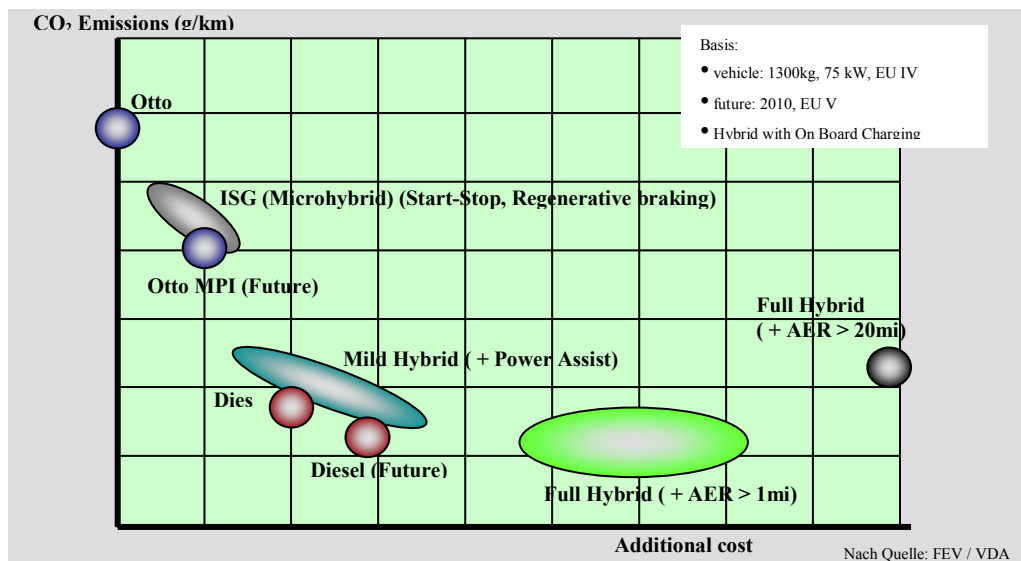 CO₂ Emissions (g/km)
Basis:
• vehicle: 1300kg, 75 kW, EU IV
• future: 2010, EU V
• Hybrid with On Board Charging
Otto
ISG (Microhybrid) (Start-Stop, Regenerative braking)
Otto MPI (Future)
Full Hybrid
( + AER > 20mi)
Mild Hybrid ( + Power Assist)
Dies
Diesel (Future)
Full Hybrid ( + AER > 1mi)
Additional cost
Nach Quelle: FEV / VDA